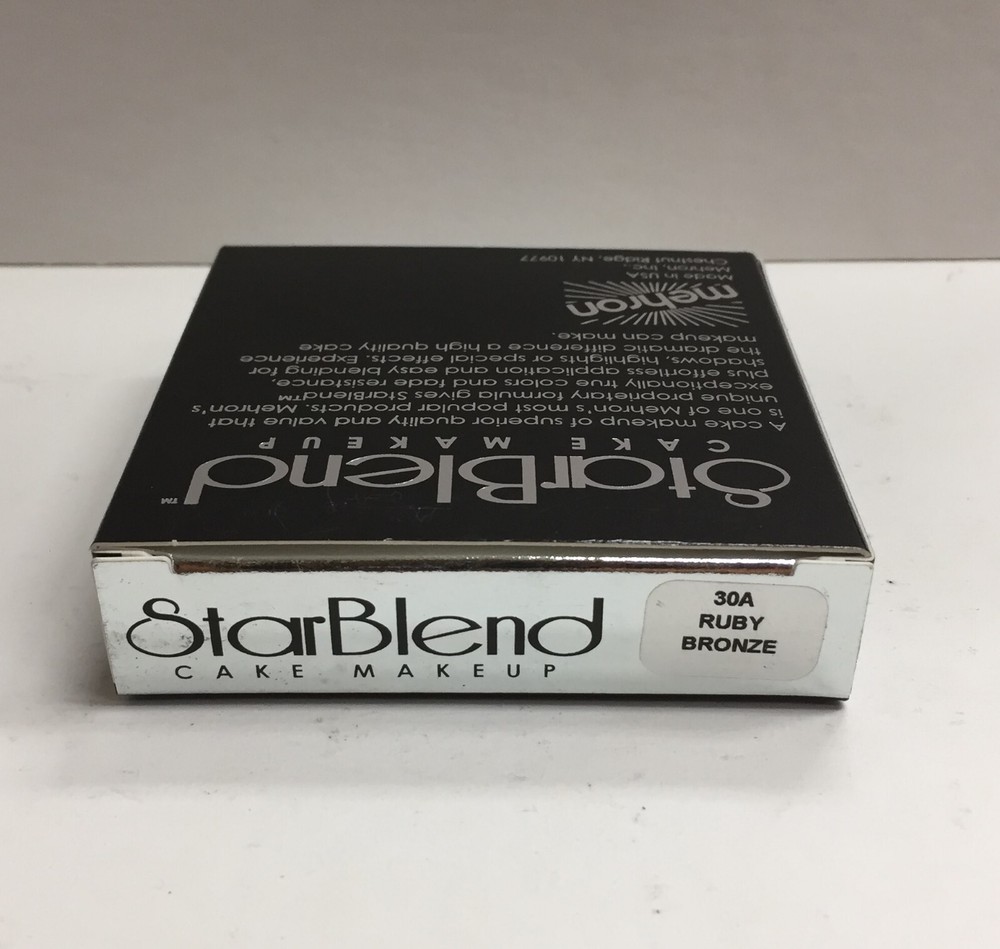 StarBlend™
CAKE MAKEUP
A cake makeup of superior quality and value that
is one of Mehron's most popular products. Mehron's
unique proprietary formula gives StarBlend™
exceptionally true colors and fade resistance,
plus effortless application and easy blending for
shadows, highlights or special effects. Experience
the dramatic difference a high quality cake
makeup can make.
mehron
Made in USA
Mehron, Inc.,
Chestnut Ridge, NY 10977
StarBlend
CAKE MAKEUP
30A
RUBY
BRONZE